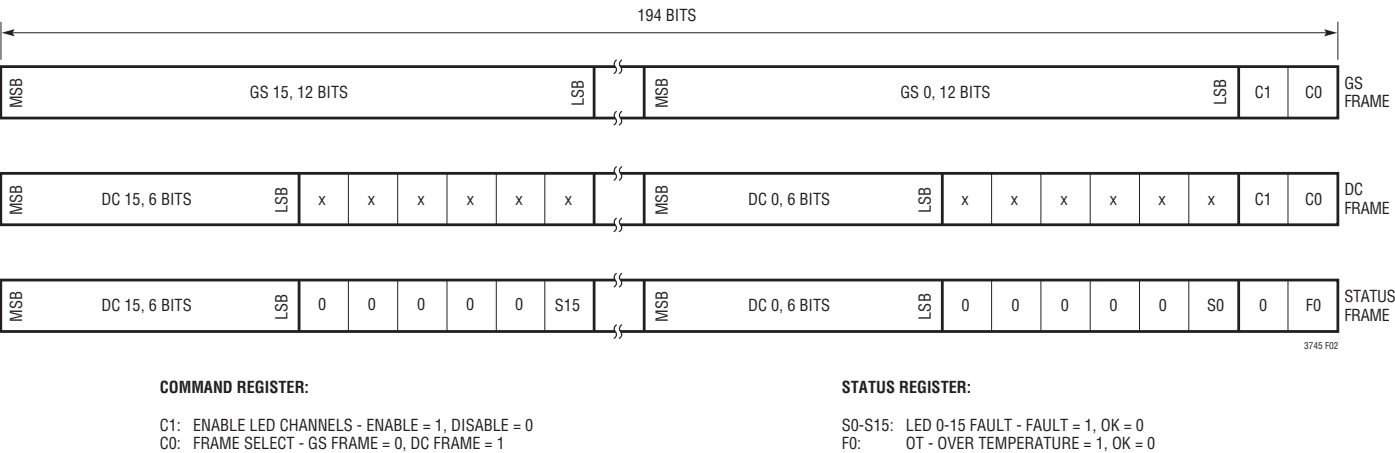 194 BITS
MSB GS 15, 12 BITS LSB MSB GS 0, 12 BITS LSB C1 C0 GS FRAME
MSB DC 15, 6 BITS LSB x x x x x x MSB DC 0, 6 BITS LSB x x x x x x C1 C0 DC FRAME
MSB DC 15, 6 BITS LSB 0 0 0 0 0 S15 MSB DC 0, 6 BITS LSB 0 0 0 0 0 S0 0 F0 STATUS FRAME
3745 F02
COMMAND REGISTER:
C1: ENABLE LED CHANNELS - ENABLE = 1, DISABLE = 0
C0: FRAME SELECT - GS FRAME = 0, DC FRAME = 1
STATUS REGISTER:
S0-S15: LED 0-15 FAULT - FAULT = 1, OK = 0
F0: OT - OVER TEMPERATURE = 1, OK = 0